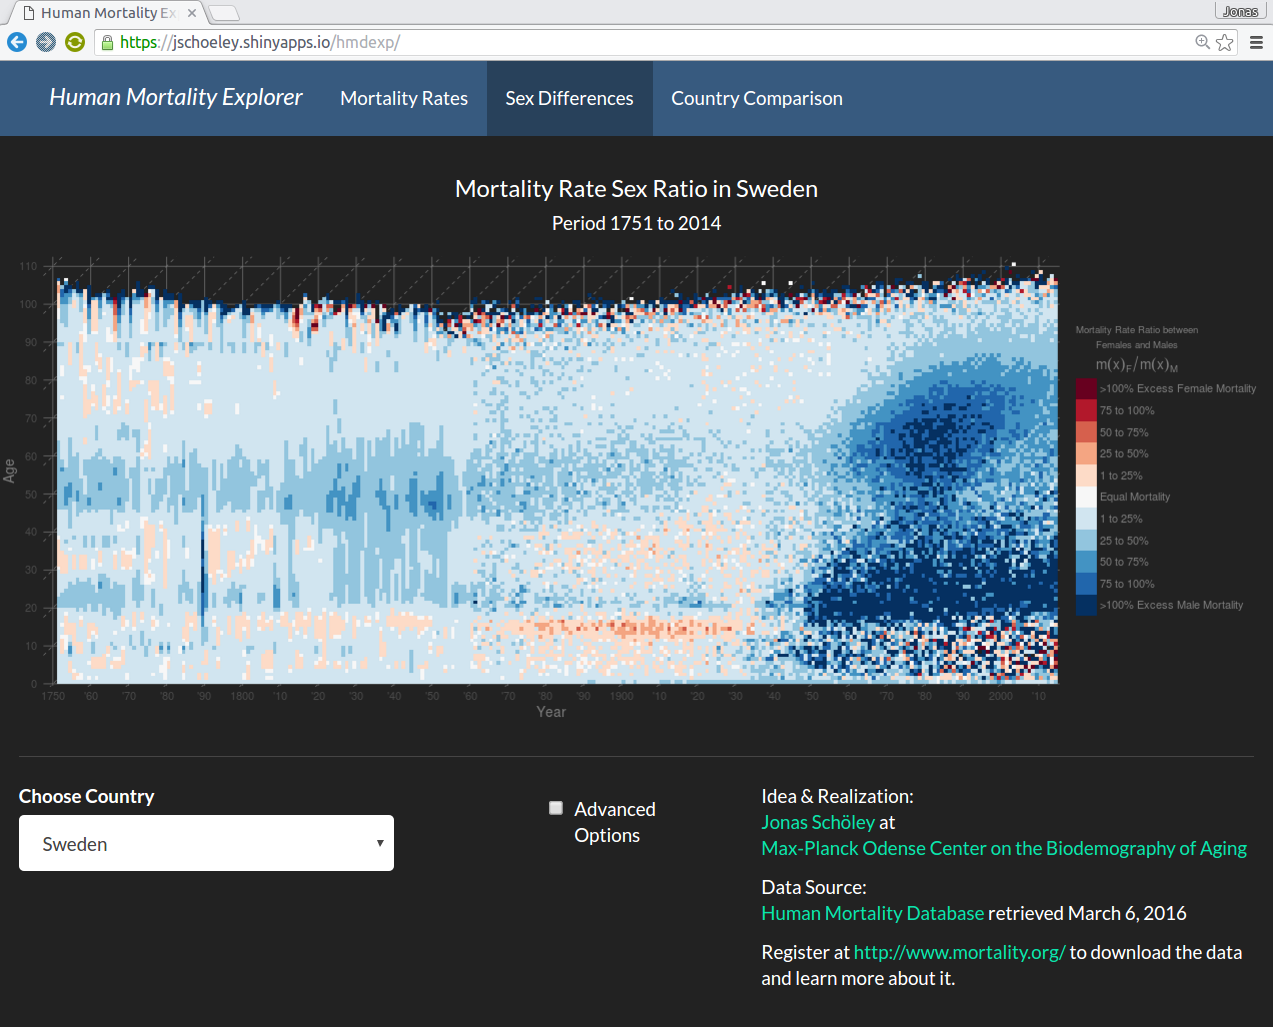 Human Mortality Ex
Jonas
https://jschoeley.shinyapps.io/hmdexp/
Human Mortality Explorer
Mortality Rates
Sex Differences
Country Comparison
Mortality Rate Sex Ratio in Sweden
Period 1751 to 2014
110
100
90
80
70
60
50
40
30
20
10
0
Age
1750 '60 '70 '80 '90 1800 '10 '20 '30 '40 '50 '60 '70 '80 '90 1900 '10 '20 '30 '40 '50 '60 '70 '80 '90 2000 '10
Year
Mortality Rate Ratio between
Females and Males
m(x)F/m(x)M
>100% Excess Female Mortality
75 to 100%
50 to 75%
25 to 50%
1 to 25%
Equal Mortality
1 to 25%
25 to 50%
50 to 75%
75 to 100%
>100% Excess Male Mortality
Choose Country
Sweden
Advanced
Options
Idea & Realization:
Jonas Schöley at
Max-Planck Odense Center on the Biodemography of Aging
Data Source:
Human Mortality Database retrieved March 6, 2016
Register at http://www.mortality.org/ to download the data
and learn more about it.